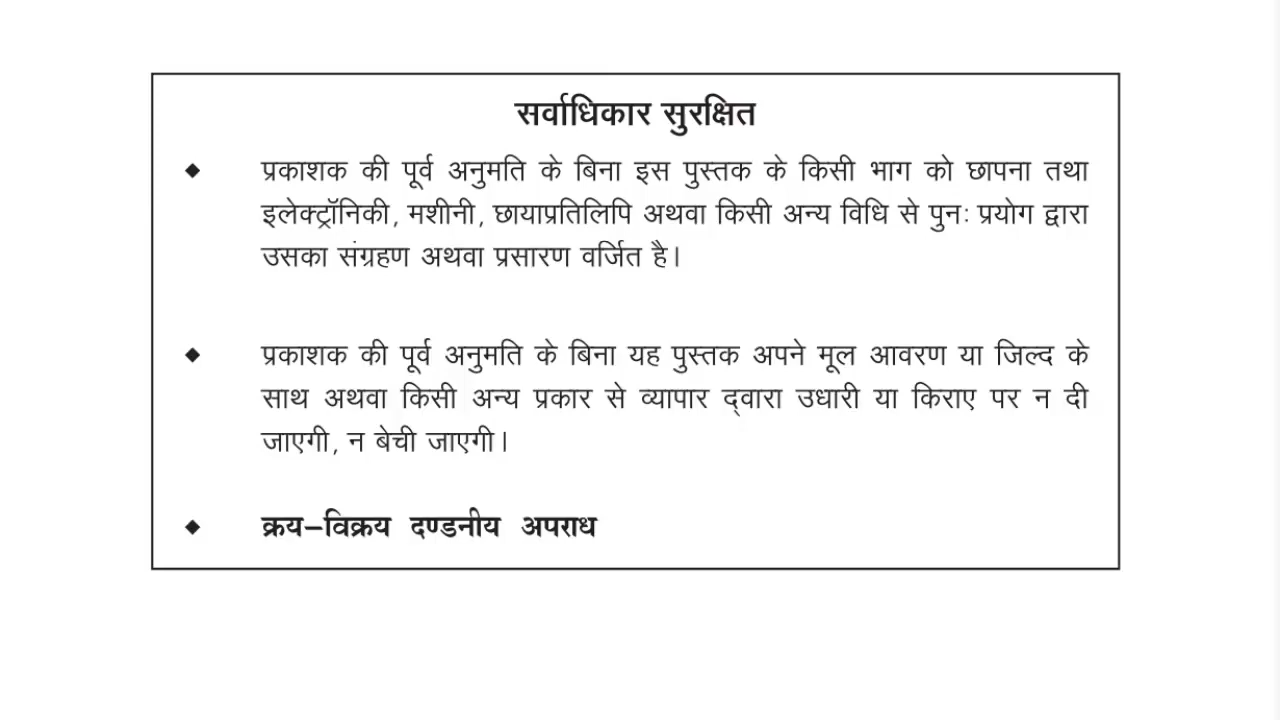 सर्वाधिकार सुरक्षित
◆ प्रकाशक की पूर्व अनुमति के बिना इस पुस्तक के किसी भाग को छापना तथा
इलेक्ट्रॉनिकी, मशीनी, छायाप्रतिलिपि अथवा किसी अन्य विधि से पुनः प्रयोग द्वारा
उसका संग्रहण अथवा प्रसारण वर्जित है।
◆ प्रकाशक की पूर्व अनुमति के बिना यह पुस्तक अपने मूल आवरण या जिल्द के
साथ अथवा किसी अन्य प्रकार से व्यापार द्‌वारा उधारी या किराए पर न दी
जाएगी, न बेची जाएगी।
◆ क्रय–विक्रय दण्डनीय अपराध